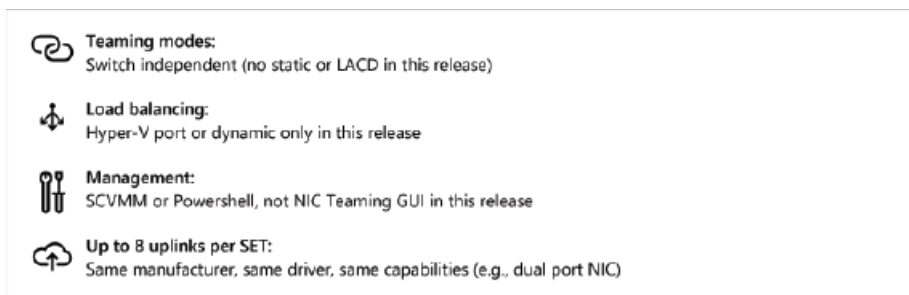 Teaming modes:
Switch independent (no static or LACD in this release)
Load balancing:
Hyper-V port or dynamic only in this release
Management:
SCVMM or Powershell, not NIC Teaming GUI in this release
Up to 8 uplinks per SET:
Same manufacturer, same driver, same capabilities (e.g., dual port NIC)